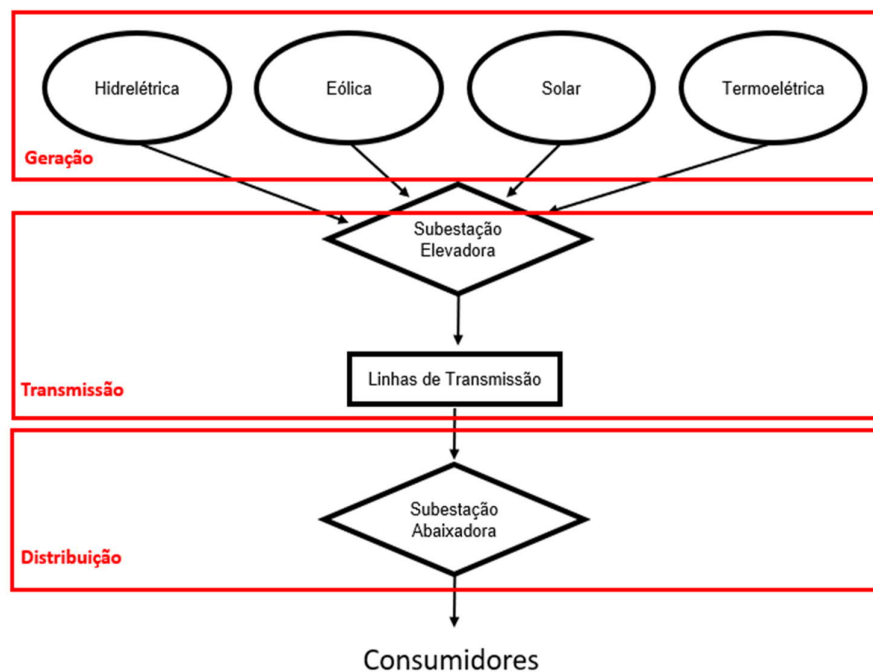 Hidrelétrica
Eólica
Solar
Termoelétrica
Geração
Subestação
Elevadora
Linhas de Transmissão
Transmissão
Subestação
Abaixadora
Distribuição
Consumidores